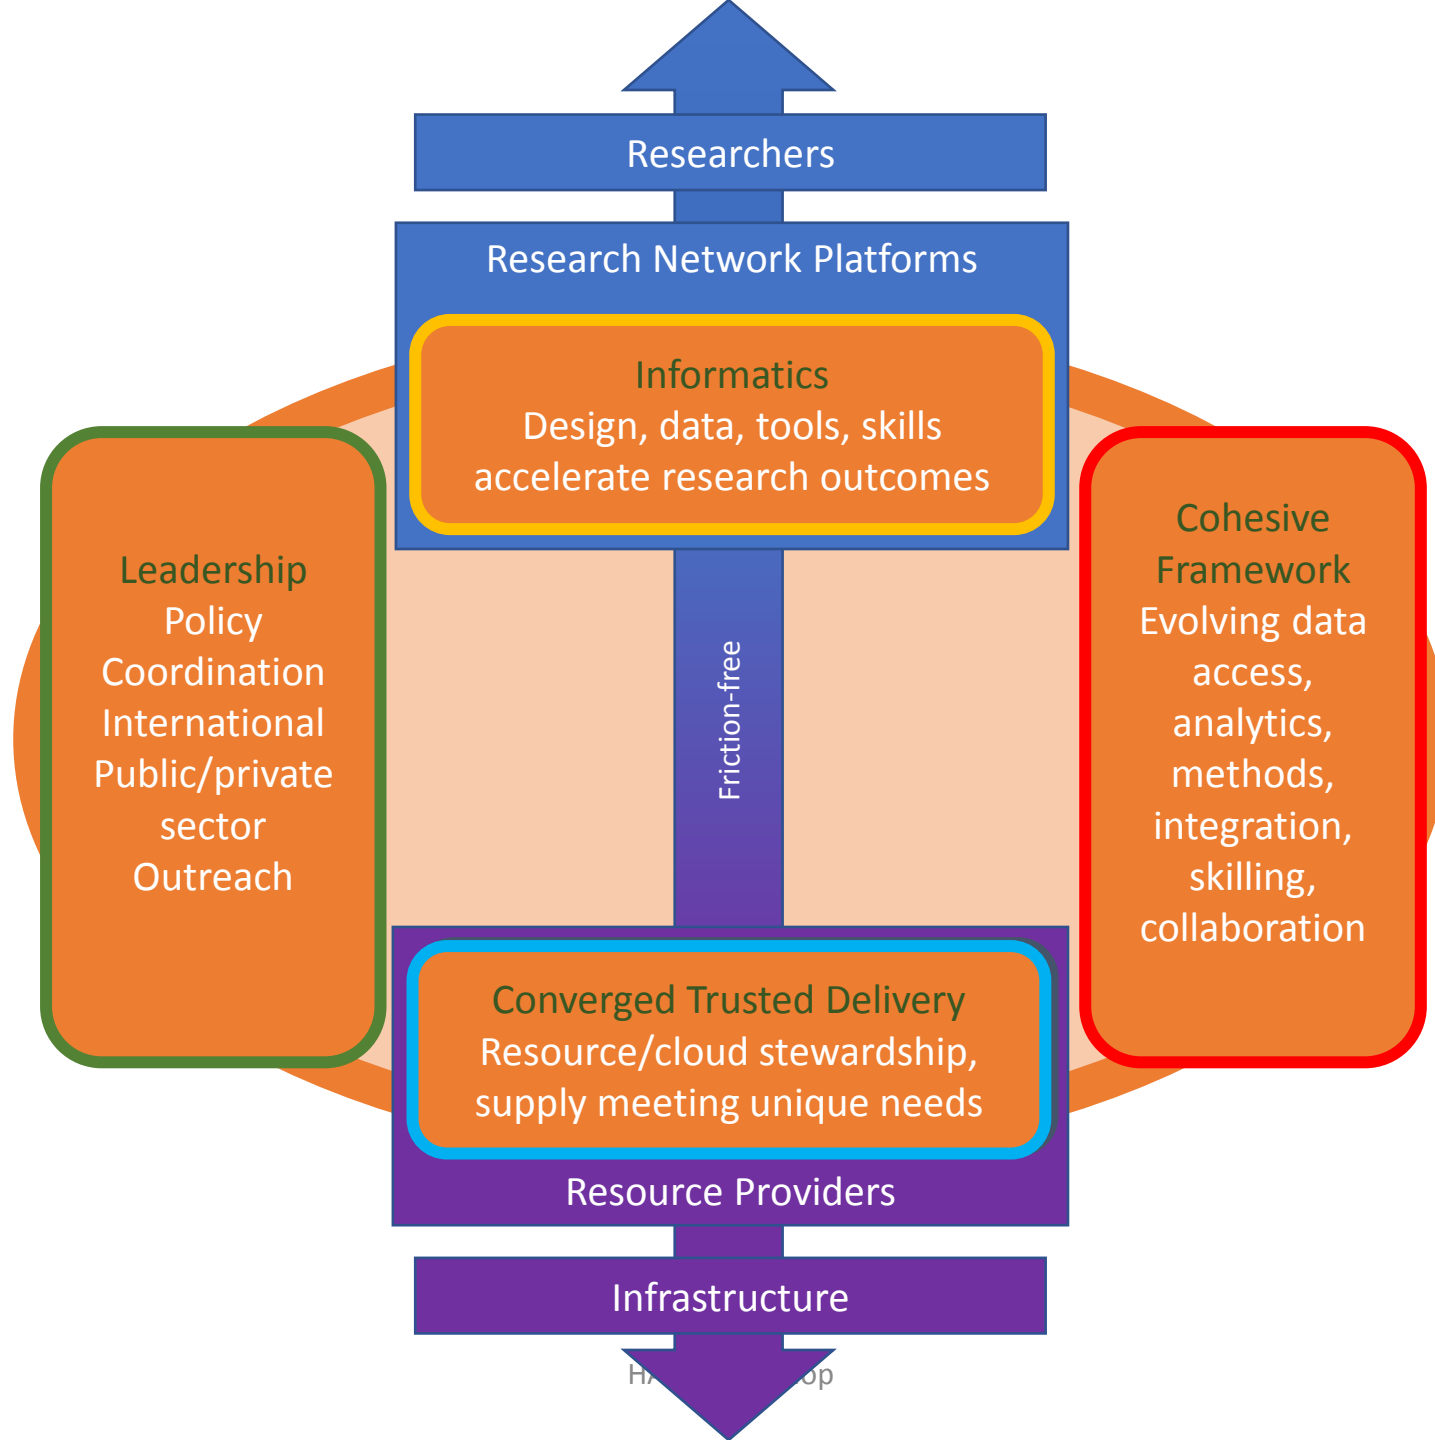 Researchers
Research Network Platforms
Informatics
Design, data, tools, skills
accelerate research outcomes
Leadership
Policy
Coordination
International
Public/private
sector
Outreach
Friction-free
Cohesive
Framework
Evolving data
access,
analytics,
methods,
integration,
skilling,
collaboration
Converged Trusted Delivery
Resource/cloud stewardship,
supply meeting unique needs
Resource Providers
Infrastructure